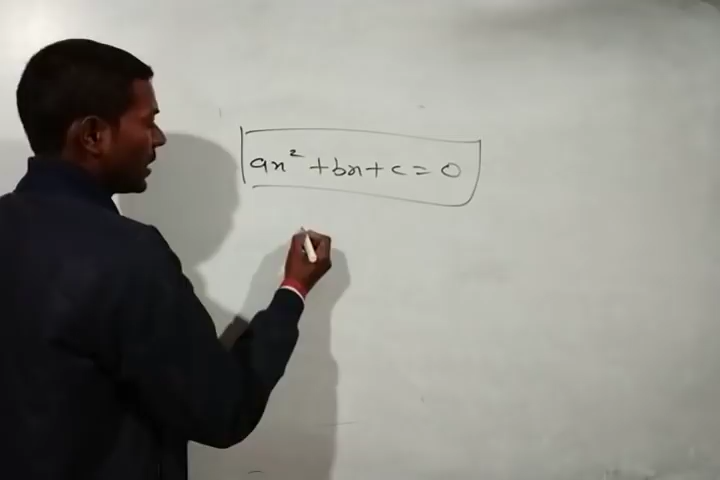 ax² + bx + c = 0